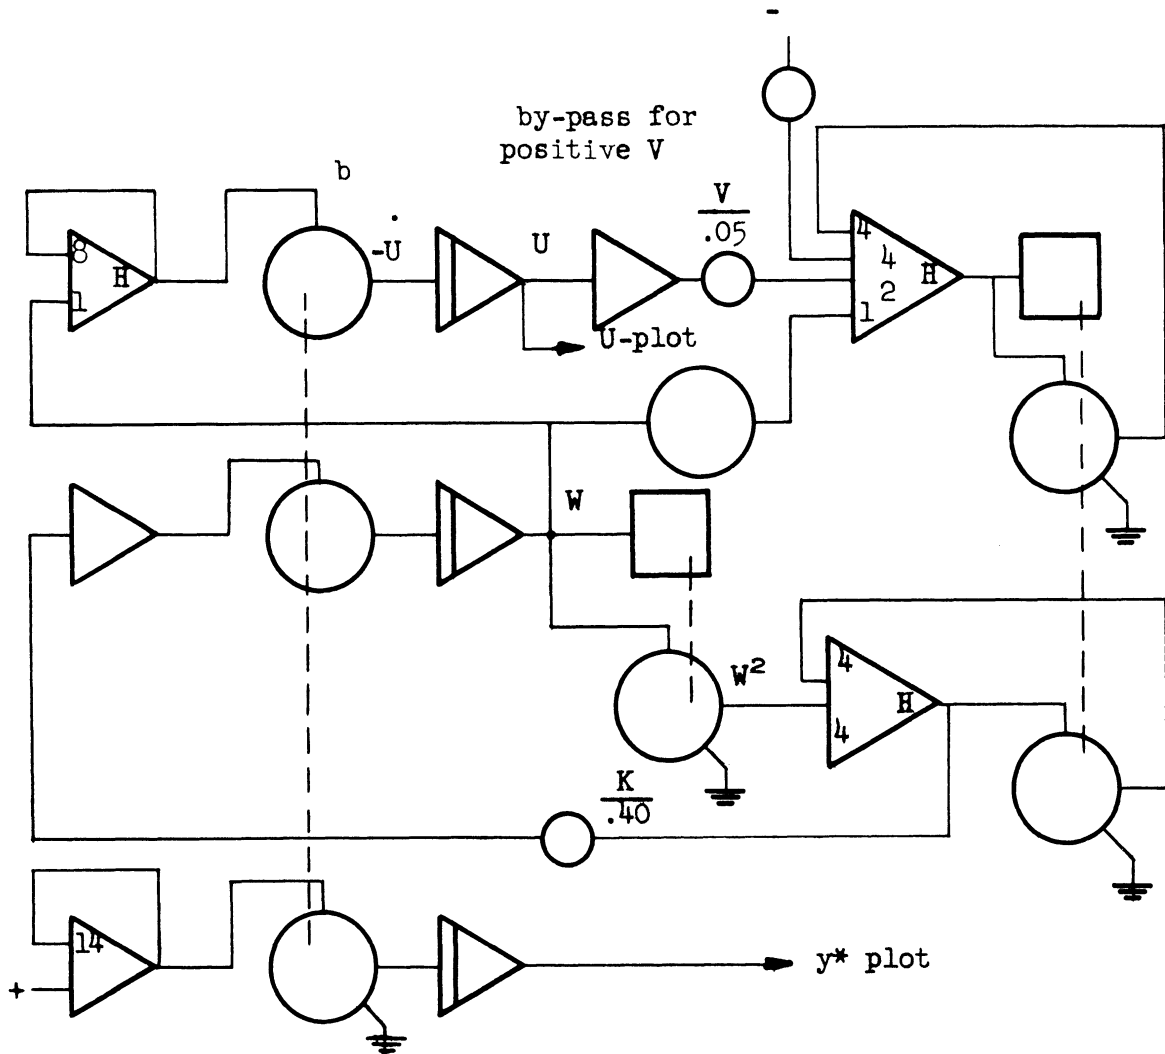 -
by-pass for
positive V
b
V
.05
8
H
1
-U̇
U
4
4
2
H
1
U-plot
W
W²
4
H
4
K
.40
14
+
y* plot